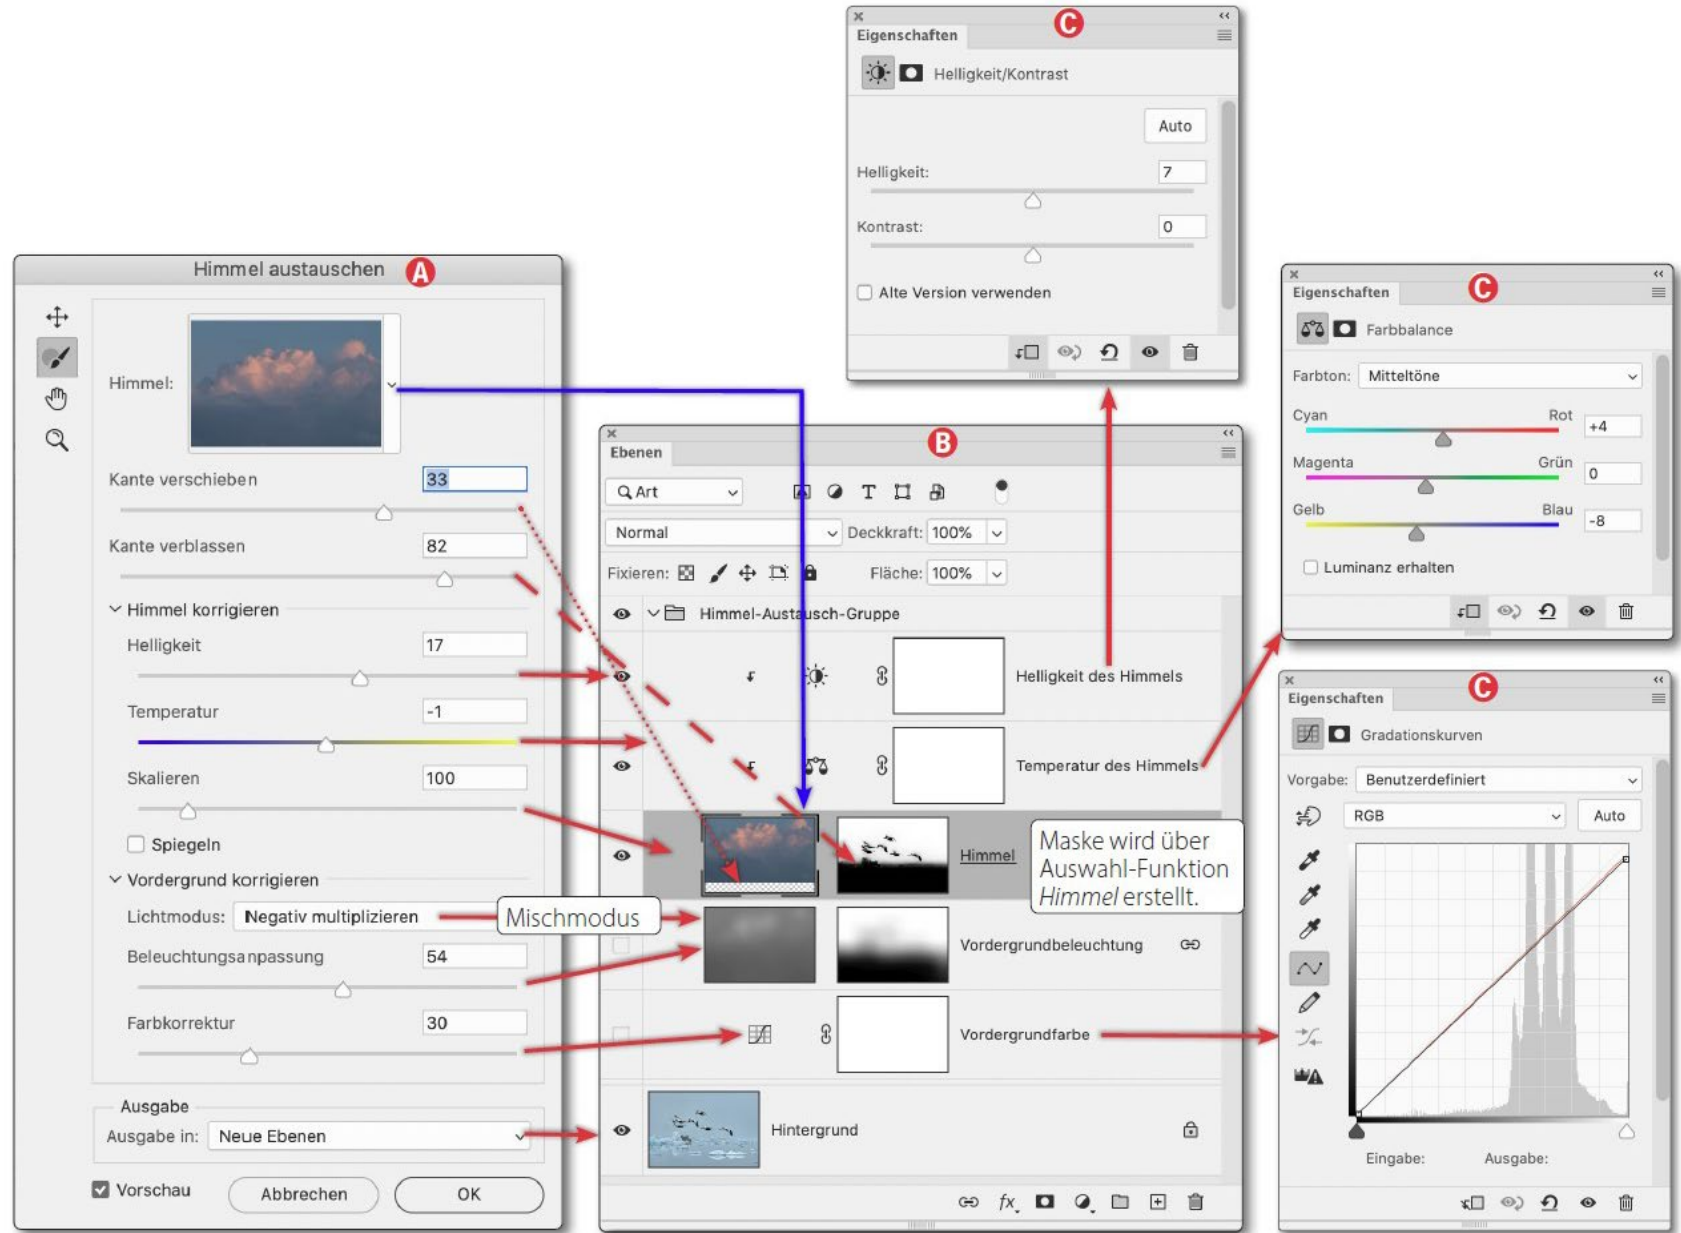 Himmel austauschen A
Himmel:
Kante verschieben 33
Kante verblassen 82
Himmel korrigieren
Helligkeit 17
Temperatur -1
Skalieren 100
Spiegeln
Vordergrund korrigieren
Lichtmodus: Negativ multiplizieren
Beleuchtungsanpassung 54
Farbkorrektur 30
Ausgabe
Ausgabe in: Neue Ebenen
Vorschau Abbrechen OK
Mischmodus
B
Ebenen
Art
Normal Deckkraft: 100%
Fixieren: Fläche: 100%
Himmel-Austausch-Gruppe
Helligkeit des Himmels
Temperatur des Himmels
Himmel
Maske wird über
Auswahl-Funktion
Himmel erstellt.
Vordergrundbeleuchtung
Vordergrundfarbe
Hintergrund
fx
C
Eigenschaften
Helligkeit/Kontrast
Auto
Helligkeit: 7
Kontrast: 0
Alte Version verwenden
C
Eigenschaften
Farbbalance
Farbton: Mitteltöne
Cyan Rot +4
Magenta Grün 0
Gelb Blau -8
Luminanz erhalten
C
Eigenschaften
Gradationskurven
Vorgabe: Benutzerdefiniert
RGB Auto
Eingabe: Ausgabe: